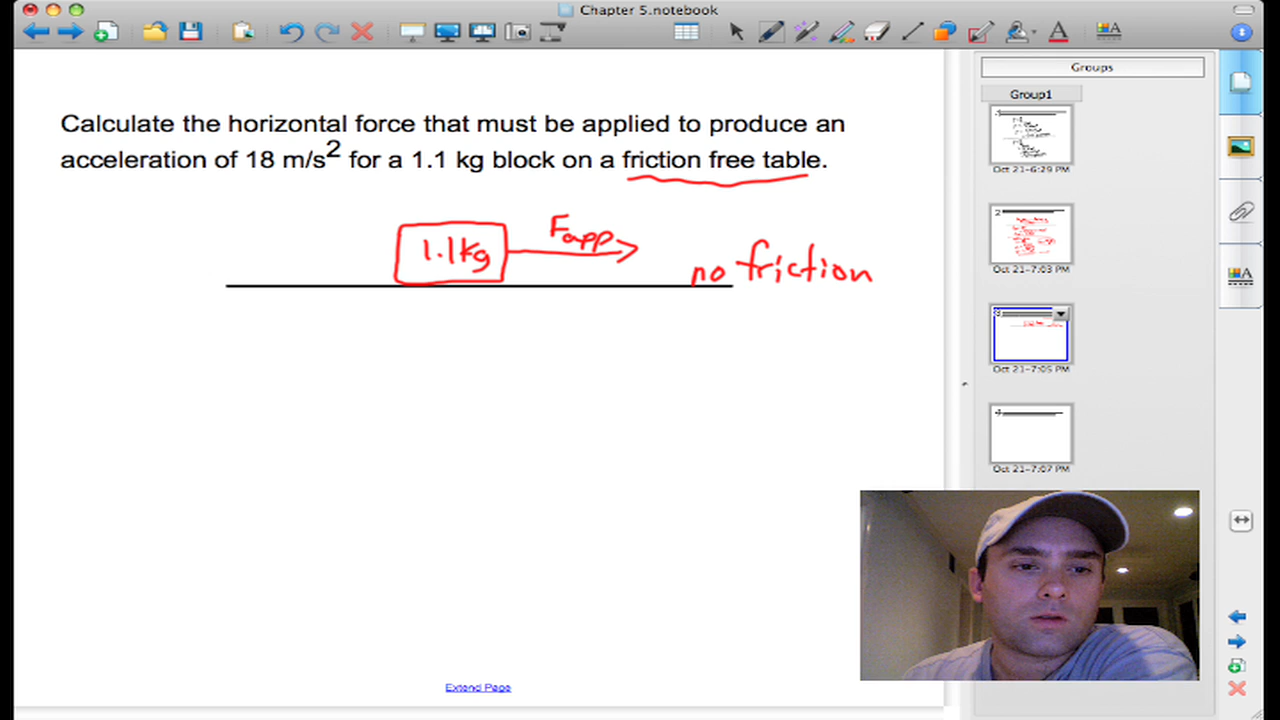 Chapter 5.notebook
Groups
Group1
Oct 21-6:29 PM
Oct 21-7:03 PM
Oct 21-7:05 PM
Oct 21-7:07 PM
Calculate the horizontal force that must be applied to produce an
acceleration of 18 m/s² for a 1.1 kg block on a friction free table.
1.1kg
Fapp
no friction
Extend Page